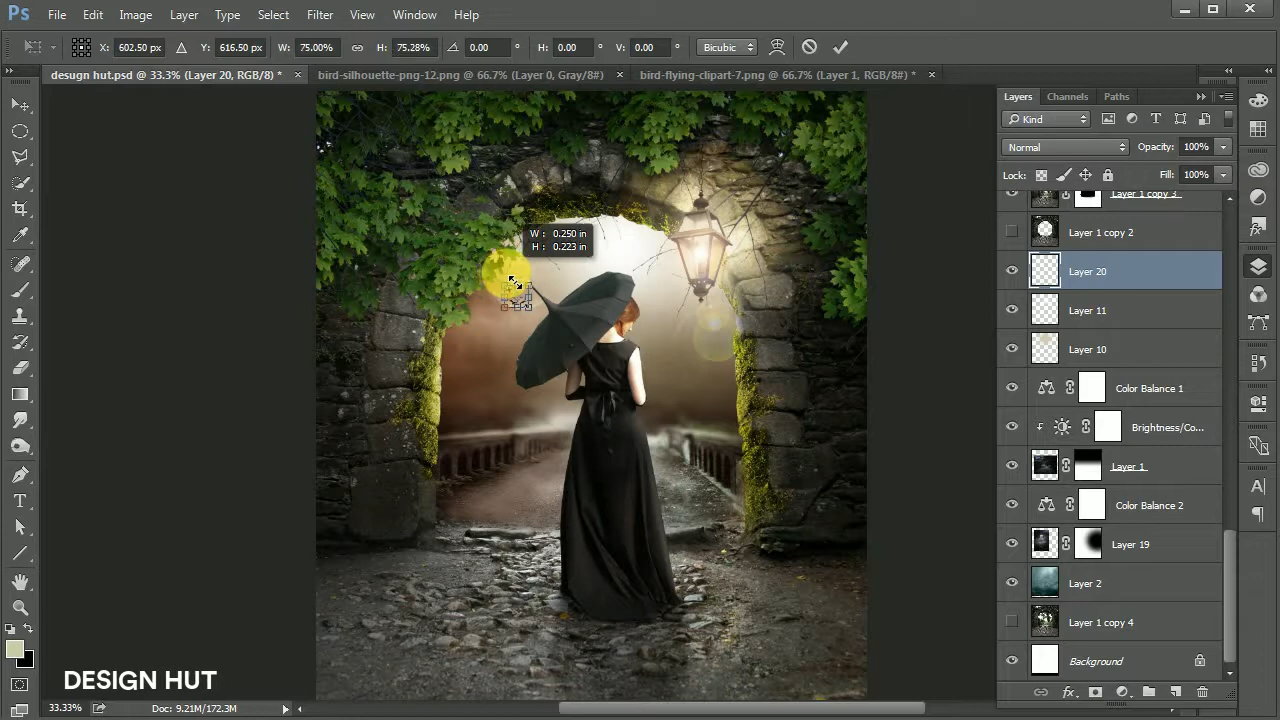 Ps File Edit Image Layer Type Select Filter View Window Help
X: 602.50 px Y: 616.50 px W: 75.00% H: 75.28% 0.00 ° H: 0.00 ° V: 0.00 ° Bicubic
design hut.psd @ 33.3% (Layer 20, RGB/8) * × bird-silhouette-png-12.png @ 66.7% (Layer 0, Gray/8#) × bird-flying-clipart-7.png @ 66.7% (Layer 1, RGB/8#) * ×
Layers Channels Paths
Kind
Normal Opacity: 100%
Lock: Fill: 100%
Layer 1 copy 3
Layer 1 copy 2
W : 0.250 in
H : 0.223 in
Layer 20
Layer 11
Layer 10
Color Balance 1
Brightness/Co...
Layer 1
Color Balance 2
Layer 19
Layer 2
Layer 1 copy 4
Background
DESIGN HUT
33.33% Doc: 9.21M/172.3M